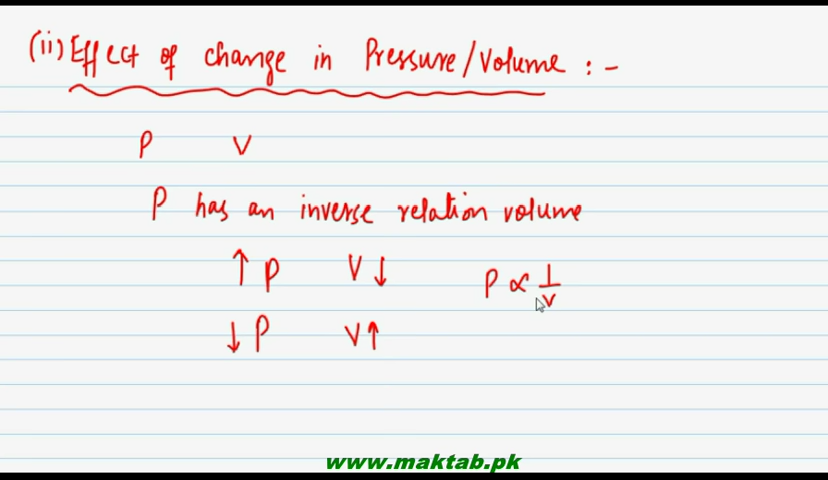 (ii) Effect of change in Pressure/Volume :-
P V
P has an inverse relation volume
↑ P V ↓ P ∝ 1/V
↓ P V ↑
www.maktab.pk